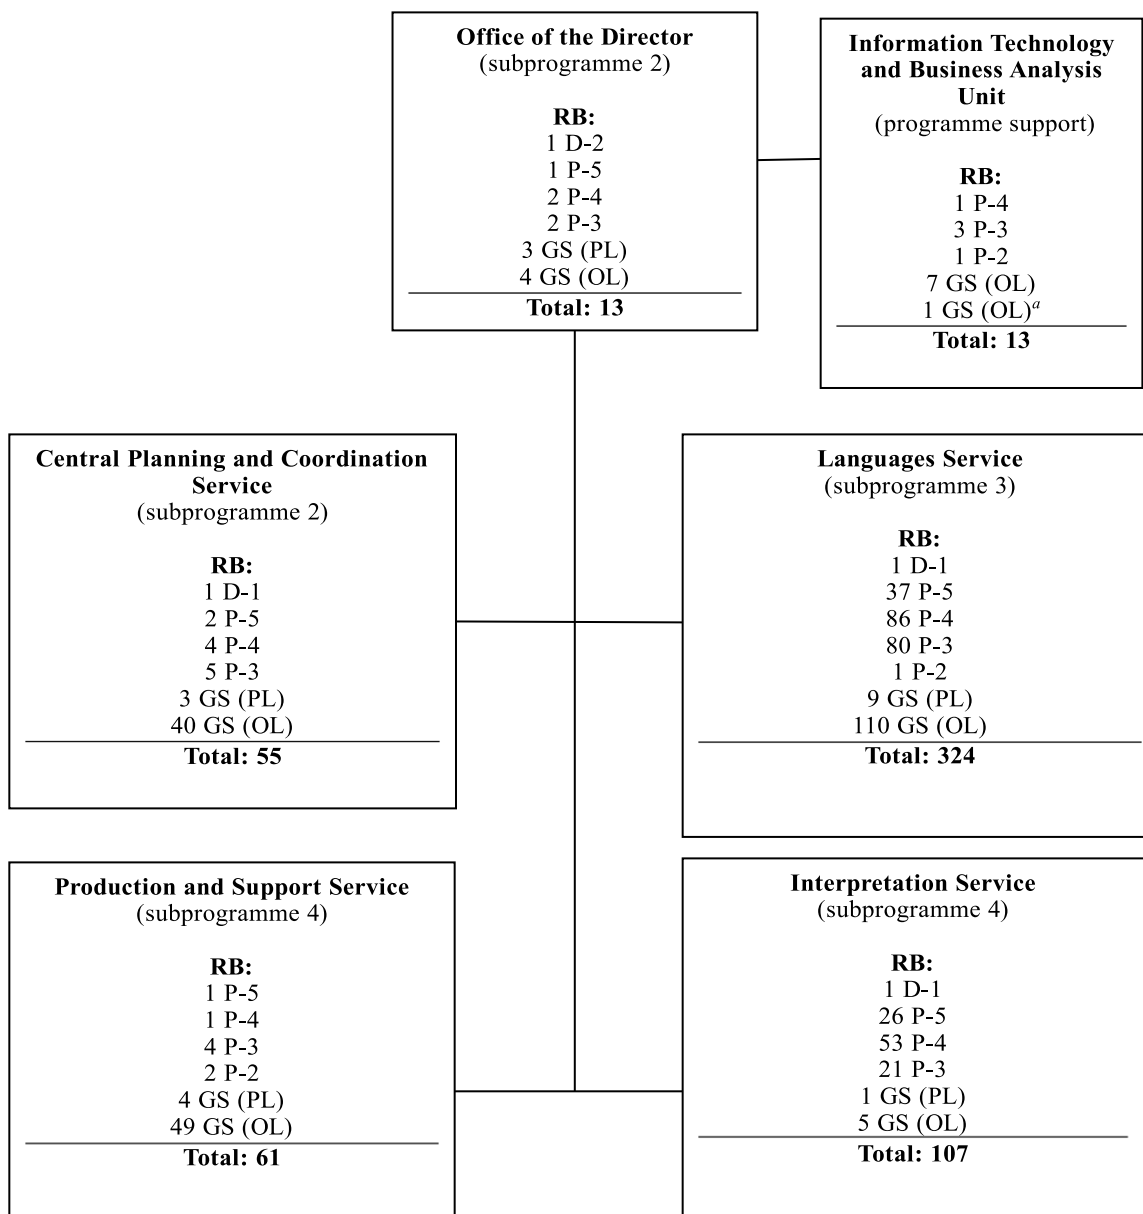 Office of the Director
(subprogramme 2)
RB:
1 D-2
1 P-5
2 P-4
2 P-3
3 GS (PL)
4 GS (OL)
Total: 13
Information Technology
and Business Analysis
Unit
(programme support)
RB:
1 P-4
3 P-3
1 P-2
7 GS (OL)
1 GS (OL)a
Total: 13
Central Planning and Coordination
Service
(subprogramme 2)
RB:
1 D-1
2 P-5
4 P-4
5 P-3
3 GS (PL)
40 GS (OL)
Total: 55
Languages Service
(subprogramme 3)
RB:
1 D-1
37 P-5
86 P-4
80 P-3
1 P-2
9 GS (PL)
110 GS (OL)
Total: 324
Production and Support Service
(subprogramme 4)
RB:
1 P-5
1 P-4
4 P-3
2 P-2
4 GS (PL)
49 GS (OL)
Total: 61
Interpretation Service
(subprogramme 4)
RB:
1 D-1
26 P-5
53 P-4
21 P-3
1 GS (PL)
5 GS (OL)
Total: 107